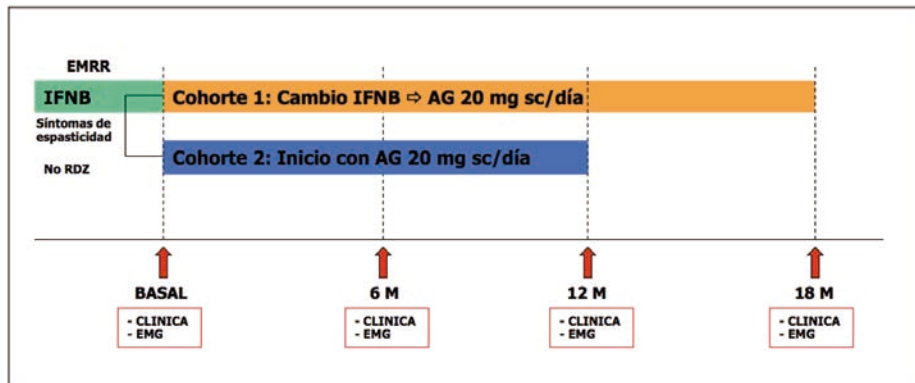 EMRR
IFNB
Cohorte 1: Cambio IFNB ⇨ AG 20 mg sc/día
Síntomas de
espasticidad
Cohorte 2: Inicio con AG 20 mg sc/día
No RDZ
BASAL
6 M
12 M
18 M
- CLINICA
- EMG
- CLINICA
- EMG
- CLINICA
- EMG
- CLINICA
- EMG